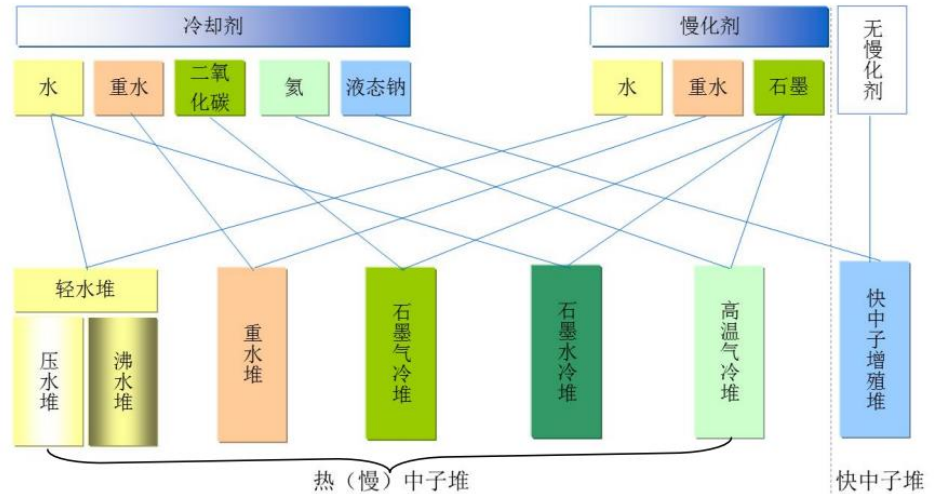 冷却剂
慢化剂
无慢化剂
水
重水
二氧
化碳
氦
液态钠
水
重水
石墨
轻水堆
压水堆
沸水堆
重水堆
石墨气冷堆
石墨水冷堆
高温气冷堆
快中子增殖堆
热（慢）中子堆
快中子堆